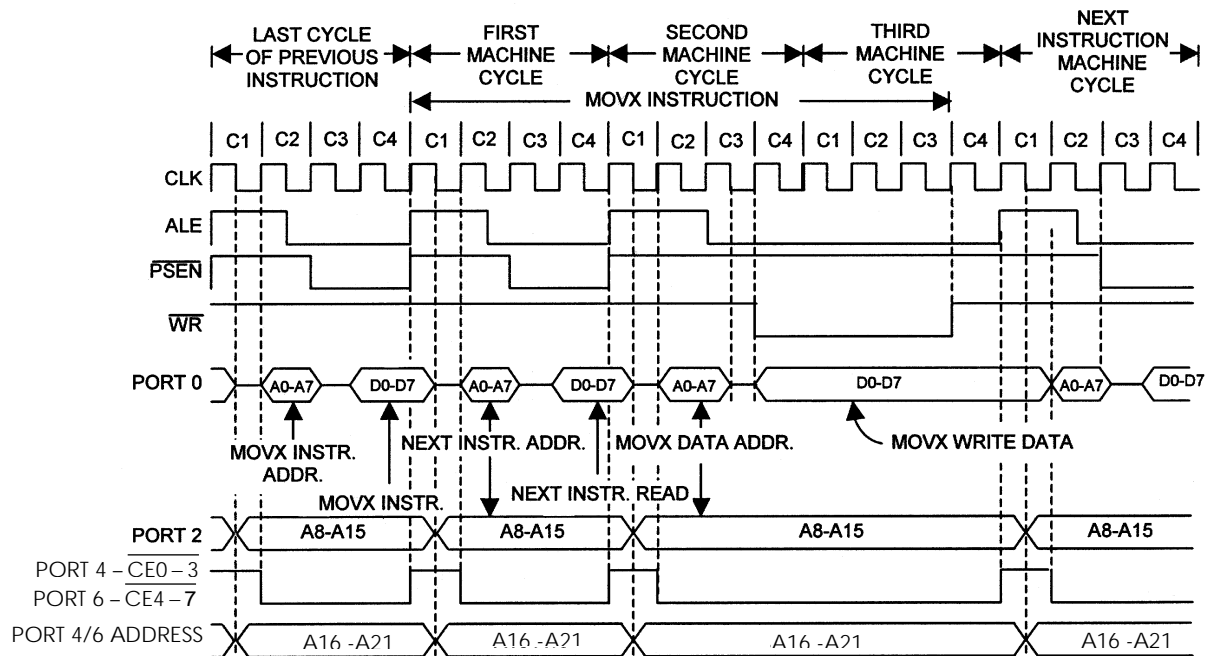 LAST CYCLE
OF PREVIOUS
INSTRUCTION
FIRST
MACHINE
CYCLE
SECOND
MACHINE
CYCLE
THIRD
MACHINE
CYCLE
NEXT
INSTRUCTION
MACHINE
CYCLE
MOVX INSTRUCTION
C1 C2 C3 C4 C1 C2 C3 C4 C1 C2 C3 C4 C1 C2 C3 C4 C1 C2 C3 C4
CLK
ALE
PSEN
WR
PORT 0 A0-A7 D0-D7 A0-A7 D0-D7 A0-A7 D0-D7 A0-A7 D0-D7
MOVX INSTR.
ADDR.
NEXT INSTR. ADDR.
MOVX DATA ADDR.
MOVX WRITE DATA
MOVX INSTR.
NEXT INSTR. READ
PORT 2 A8-A15 A8-A15 A8-A15 A8-A15
PORT 4 – CE0 – 3
PORT 6 – CE4 – 7
PORT 4/6 ADDRESS A16 -A21 A16 -A21 A16 -A21 A16 -A21